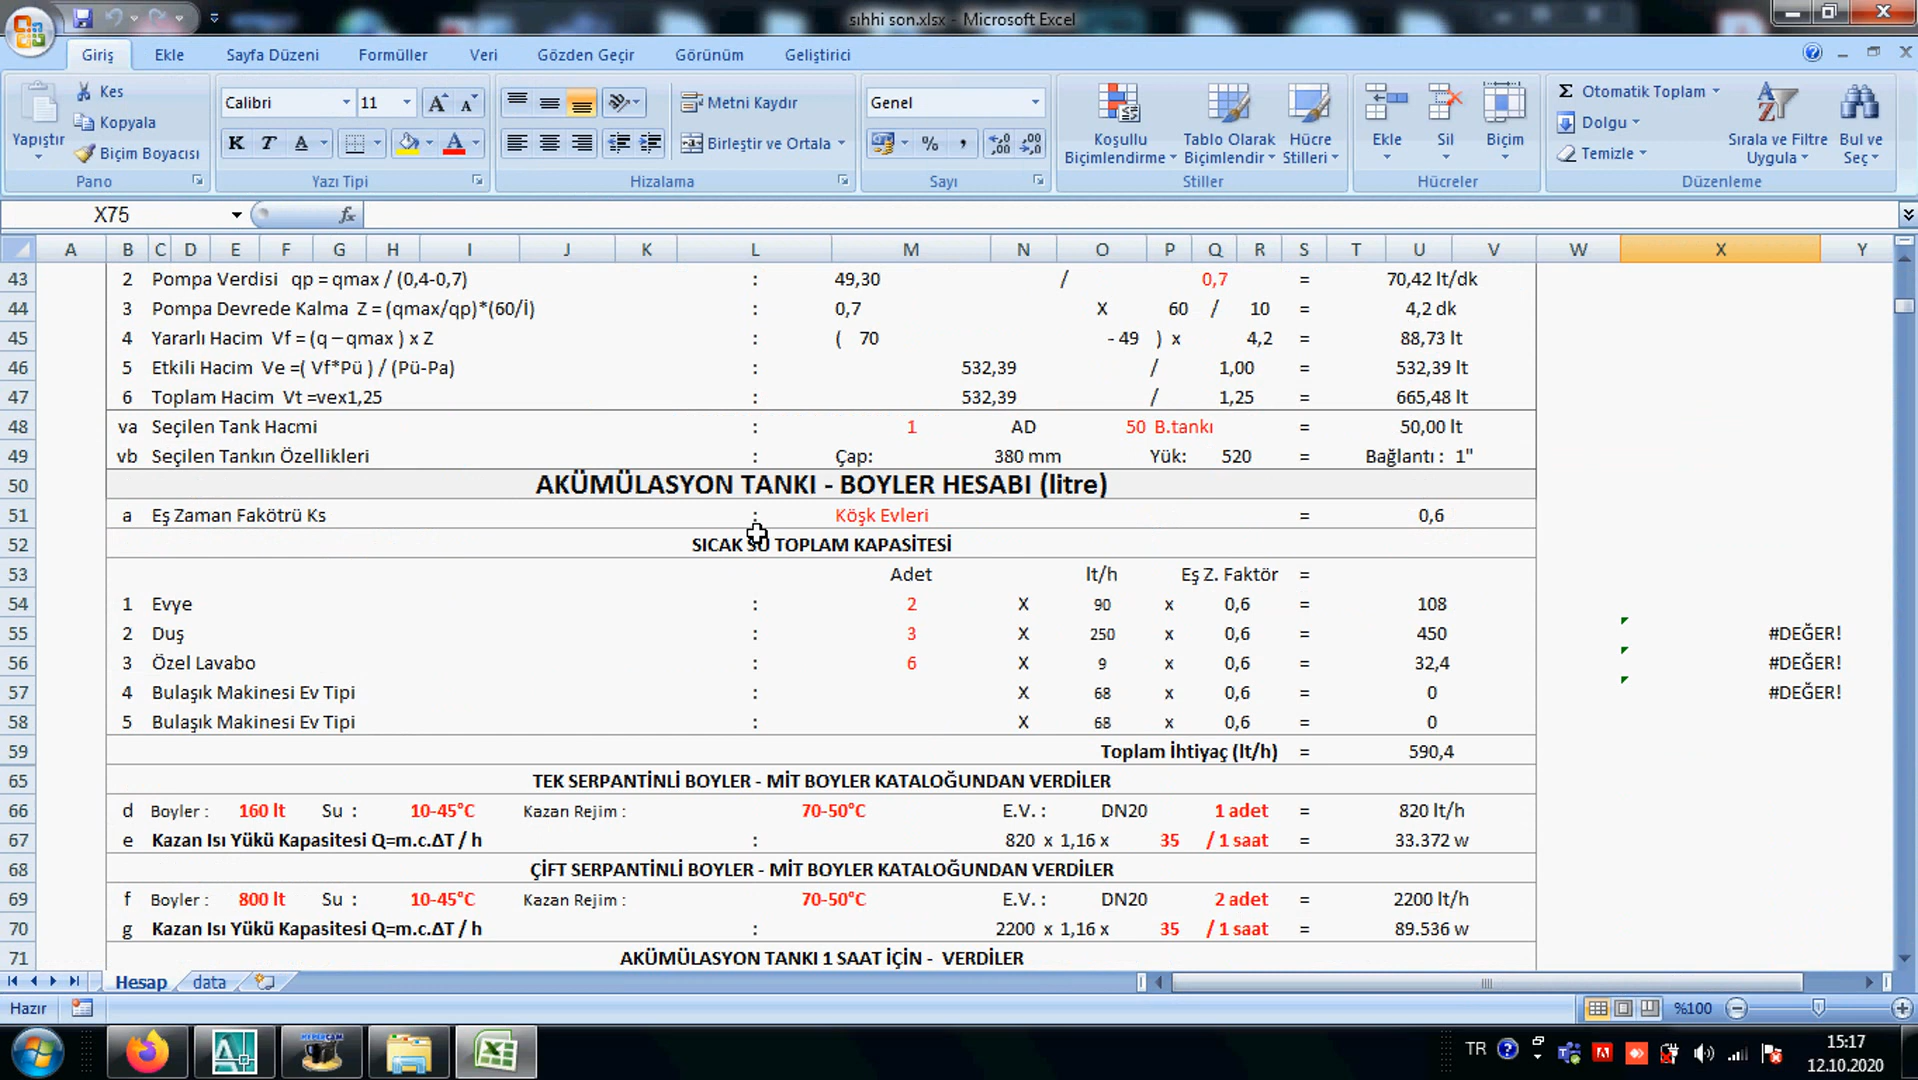 sıhhi son.xlsx - Microsoft Excel
Giriş Ekle Sayfa Düzeni Formüller Veri Gözden Geçir Görünüm Geliştirici
Yapıştır Kes Kopyala Biçim Boyacısı Pano
Calibri 11 K T A Yazı Tipi
Metni Kaydır Birleştir ve Ortala Hizalama
Genel % , Sayı
Koşullu Biçimlendirme Tablo Olarak Biçimlendir Hücre Stilleri Stiller
Ekle Sil Biçim Hücreler
Σ Otomatik Toplam Dolgu Temizle Sırala ve Filtre Uygula Bul ve Seç Düzenleme
X75 fx
A B C D E F G H I J K L M N O P Q R S T U V W X Y
43 2 Pompa Verdisi qp = qmax / (0,4-0,7) : 49,30 / 0,7 = 70,42 lt/dk
44 3 Pompa Devrede Kalma Z = (qmax/qp)*(60/İ) : 0,7 X 60 / 10 = 4,2 dk
45 4 Yararlı Hacim Vf = (q – qmax ) x Z : ( 70 - 49 ) x 4,2 = 88,73 lt
46 5 Etkili Hacim Ve =( Vf*Pü ) / (Pü-Pa) : 532,39 / 1,00 = 532,39 lt
47 6 Toplam Hacim Vt =vex1,25 : 532,39 / 1,25 = 665,48 lt
48 va Seçilen Tank Hacmi : 1 AD 50 B.tankı = 50,00 lt
49 vb Seçilen Tankın Özellikleri : Çap: 380 mm Yük: 520 = Bağlantı : 1"
50 AKÜMÜLASYON TANKI - BOYLER HESABI (litre)
51 a Eş Zaman Fakötrü Ks : Köşk Evleri = 0,6
52 SICAK SU TOPLAM KAPASİTESİ
53 Adet lt/h Eş Z. Faktör =
54 1 Evye : 2 X 90 x 0,6 = 108
55 2 Duş : 3 X 250 x 0,6 = 450 #DEĞER!
56 3 Özel Lavabo : 6 X 9 x 0,6 = 32,4 #DEĞER!
57 4 Bulaşık Makinesi Ev Tipi : X 68 x 0,6 = 0 #DEĞER!
58 5 Bulaşık Makinesi Ev Tipi : X 68 x 0,6 = 0
59 Toplam İhtiyaç (lt/h) = 590,4
65 TEK SERPANTİNLİ BOYLER - MİT BOYLER KATALOĞUNDAN VERDİLER
66 d Boyler : 160 lt Su : 10-45°C Kazan Rejim : 70-50°C E.V. : DN20 1 adet = 820 lt/h
67 e Kazan Isı Yükü Kapasitesi Q=m.c.ΔT / h : 820 x 1,16 x 35 / 1 saat = 33.372 w
68 ÇİFT SERPANTİNLİ BOYLER - MİT BOYLER KATALOĞUNDAN VERDİLER
69 f Boyler : 800 lt Su : 10-45°C Kazan Rejim : 70-50°C E.V. : DN20 2 adet = 2200 lt/h
70 g Kazan Isı Yükü Kapasitesi Q=m.c.ΔT / h : 2200 x 1,16 x 35 / 1 saat = 89.536 w
71 AKÜMÜLASYON TANKI 1 SAAT İÇİN - VERDİLER
Hesap data
Hazır %100
TR 15:17
12.10.2020